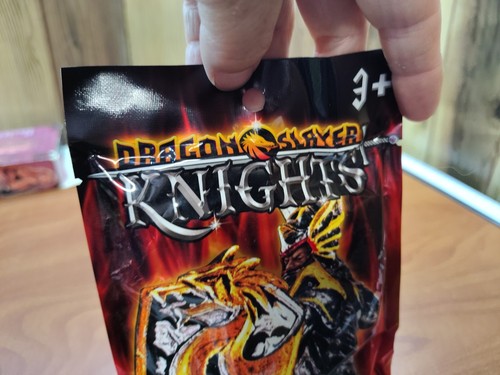 3+
DRAGON SLAYER
KNIGHTS